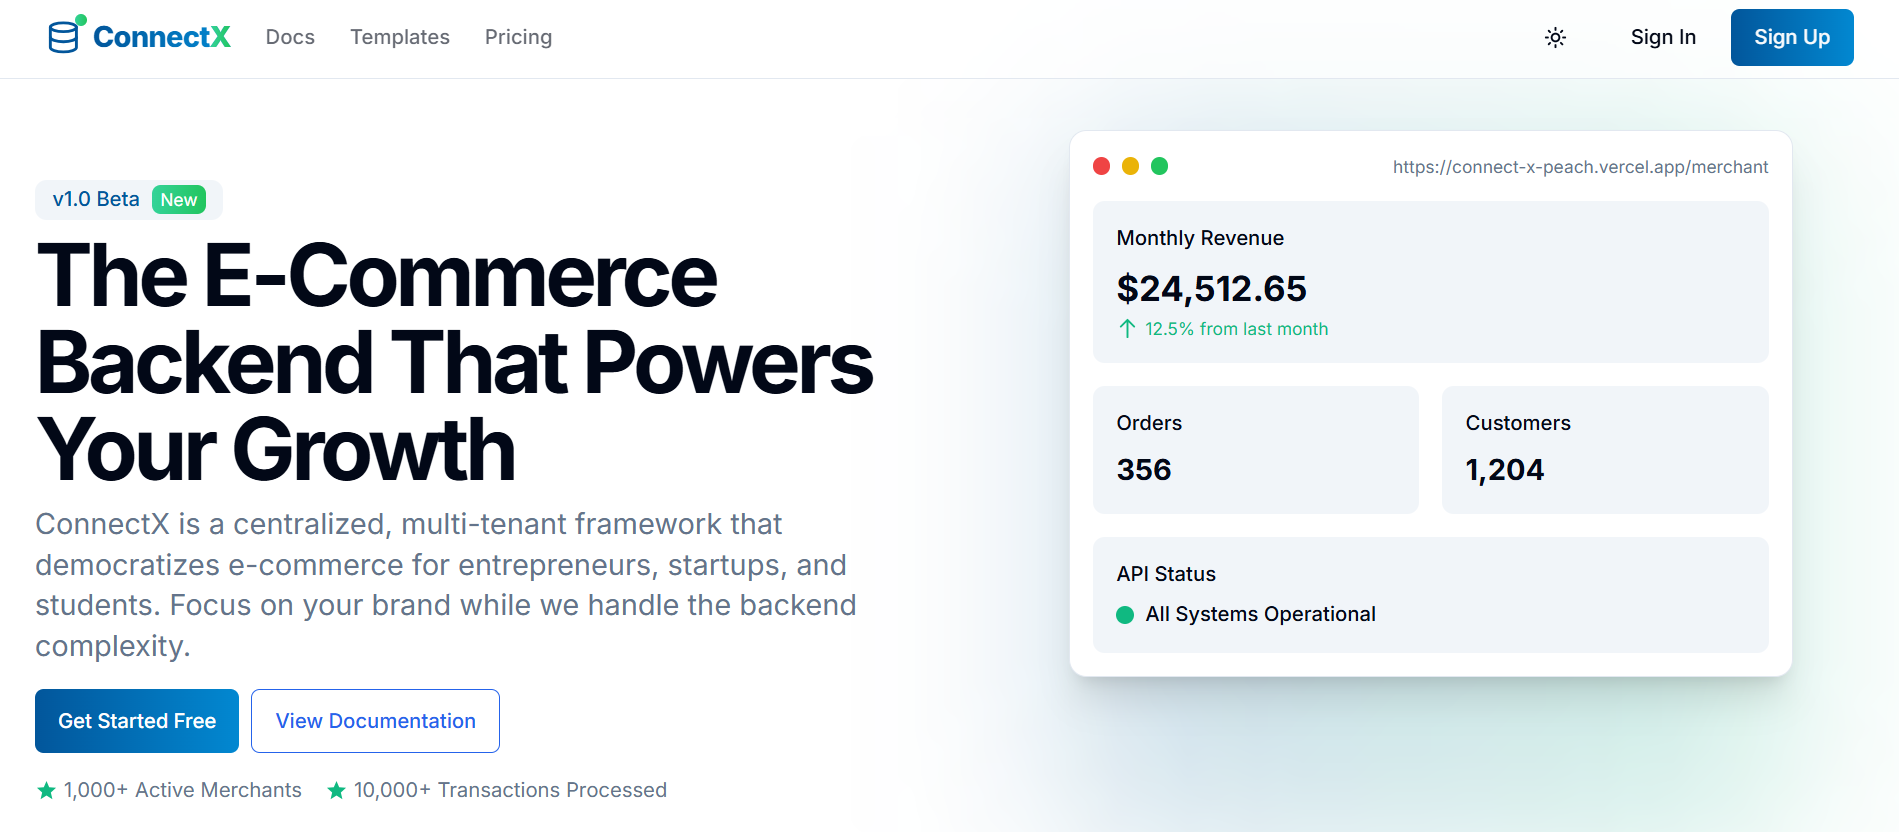 ConnectX
Docs
Templates
Pricing
Sign In
Sign Up
v1.0 Beta
New
The E-Commerce
Backend That Powers
Your Growth
ConnectX is a centralized, multi-tenant framework that
democratizes e-commerce for entrepreneurs, startups, and
students. Focus on your brand while we handle the backend
complexity.
Get Started Free
View Documentation
1,000+ Active Merchants
10,000+ Transactions Processed
https://connect-x-peach.vercel.app/merchant
Monthly Revenue
$24,512.65
12.5% from last month
Orders
356
Customers
1,204
API Status
All Systems Operational